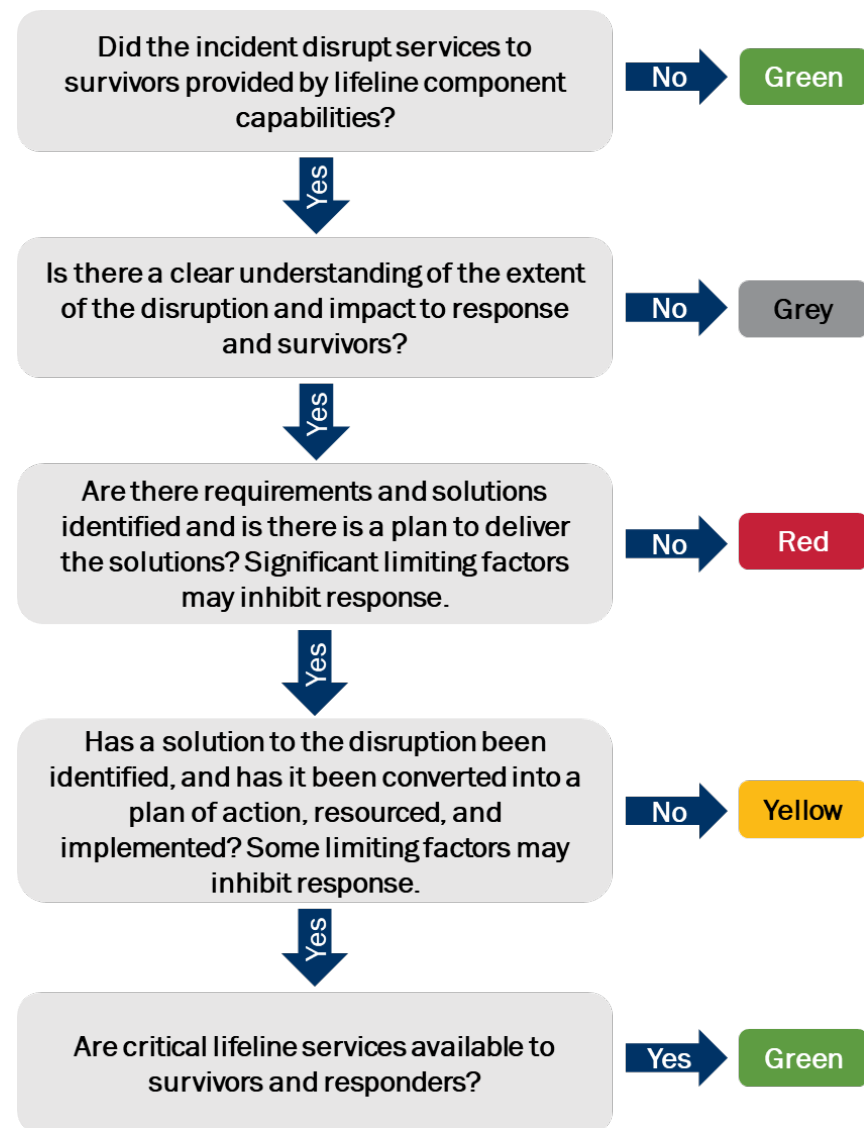 Did the incident disrupt services to
survivors provided by lifeline component
capabilities?
No
Green
Yes
Is there a clear understanding of the extent
of the disruption and impact to response
and survivors?
No
Grey
Yes
Are there requirements and solutions
identified and is there is a plan to deliver
the solutions? Significant limiting factors
may inhibit response.
No
Red
Yes
Has a solution to the disruption been
identified, and has it been converted into a
plan of action, resourced, and
implemented? Some limiting factors may
inhibit response.
No
Yellow
Yes
Are critical lifeline services available to
survivors and responders?
Yes
Green